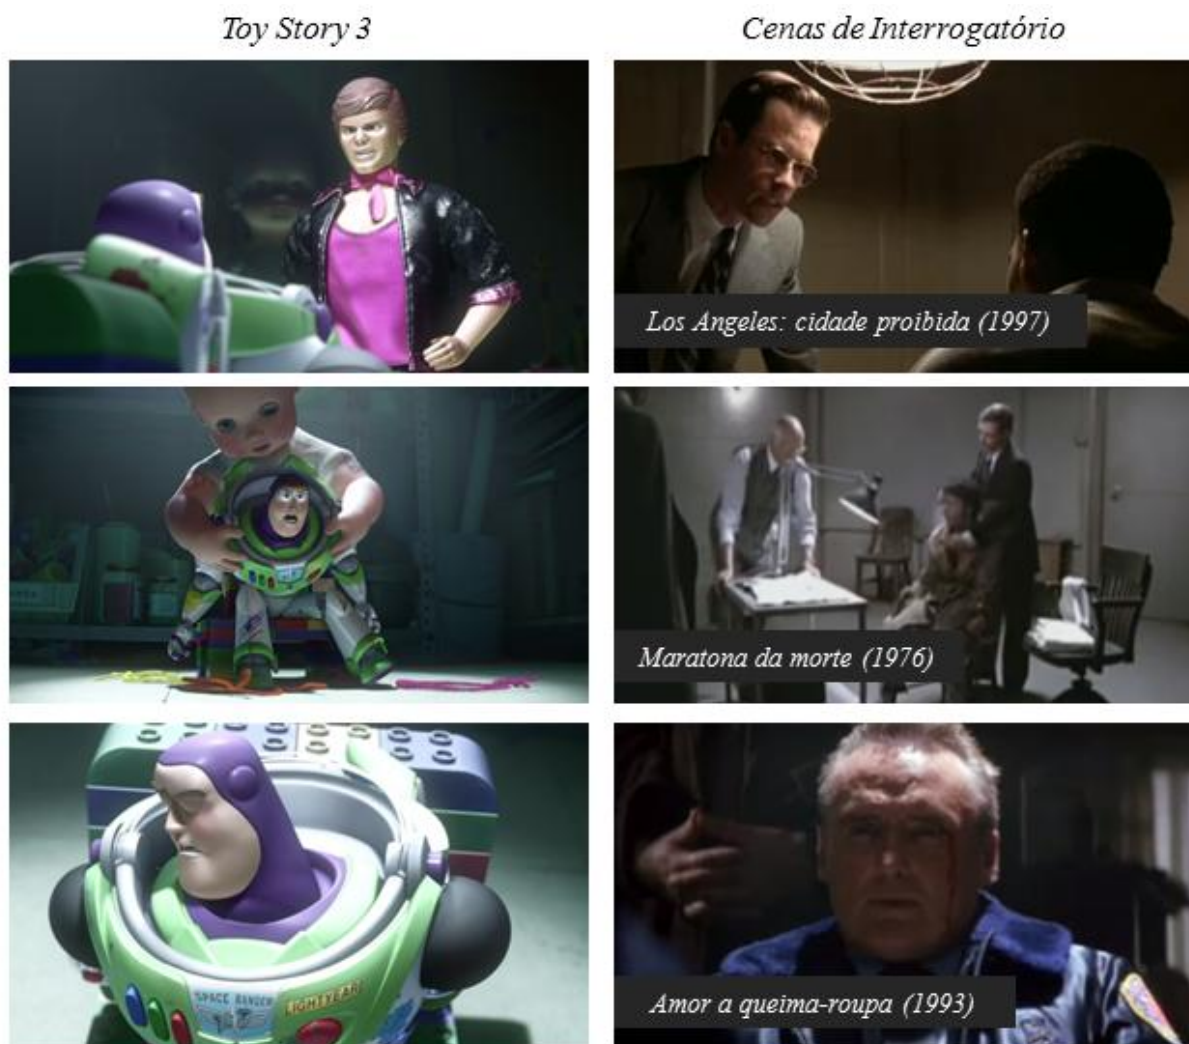 Toy Story 3
Cenas de Interrogatório
Los Angeles: cidade proibida (1997)
Maratona da morte (1976)
SPACE RANGER
LIGHTYEAR
Amor a queima-roupa (1993)